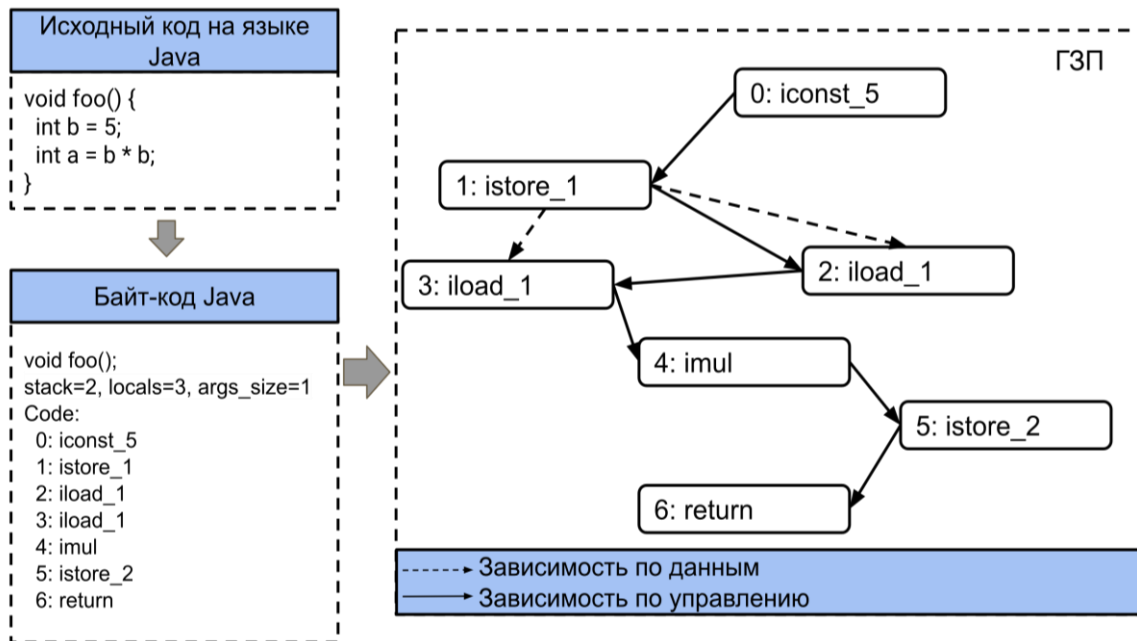 Исходный код на языке
Java
void foo() {
int b = 5;
int a = b * b;
}
Байт-код Java
void foo();
stack=2, locals=3, args_size=1
Code:
0: iconst_5
1: istore_1
2: iload_1
3: iload_1
4: imul
5: istore_2
6: return
ГЗП
0: iconst_5
1: istore_1
2: iload_1
3: iload_1
4: imul
5: istore_2
6: return
Зависимость по данным
Зависимость по управлению